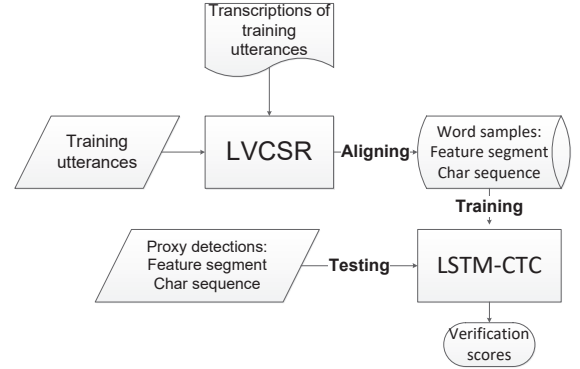 Transcriptions of
training
utterances
Training
utterances
LVCSR
Aligning
Word samples:
Feature segment
Char sequence
Training
Proxy detections:
Feature segment
Char sequence
Testing
LSTM-CTC
Verification
scores